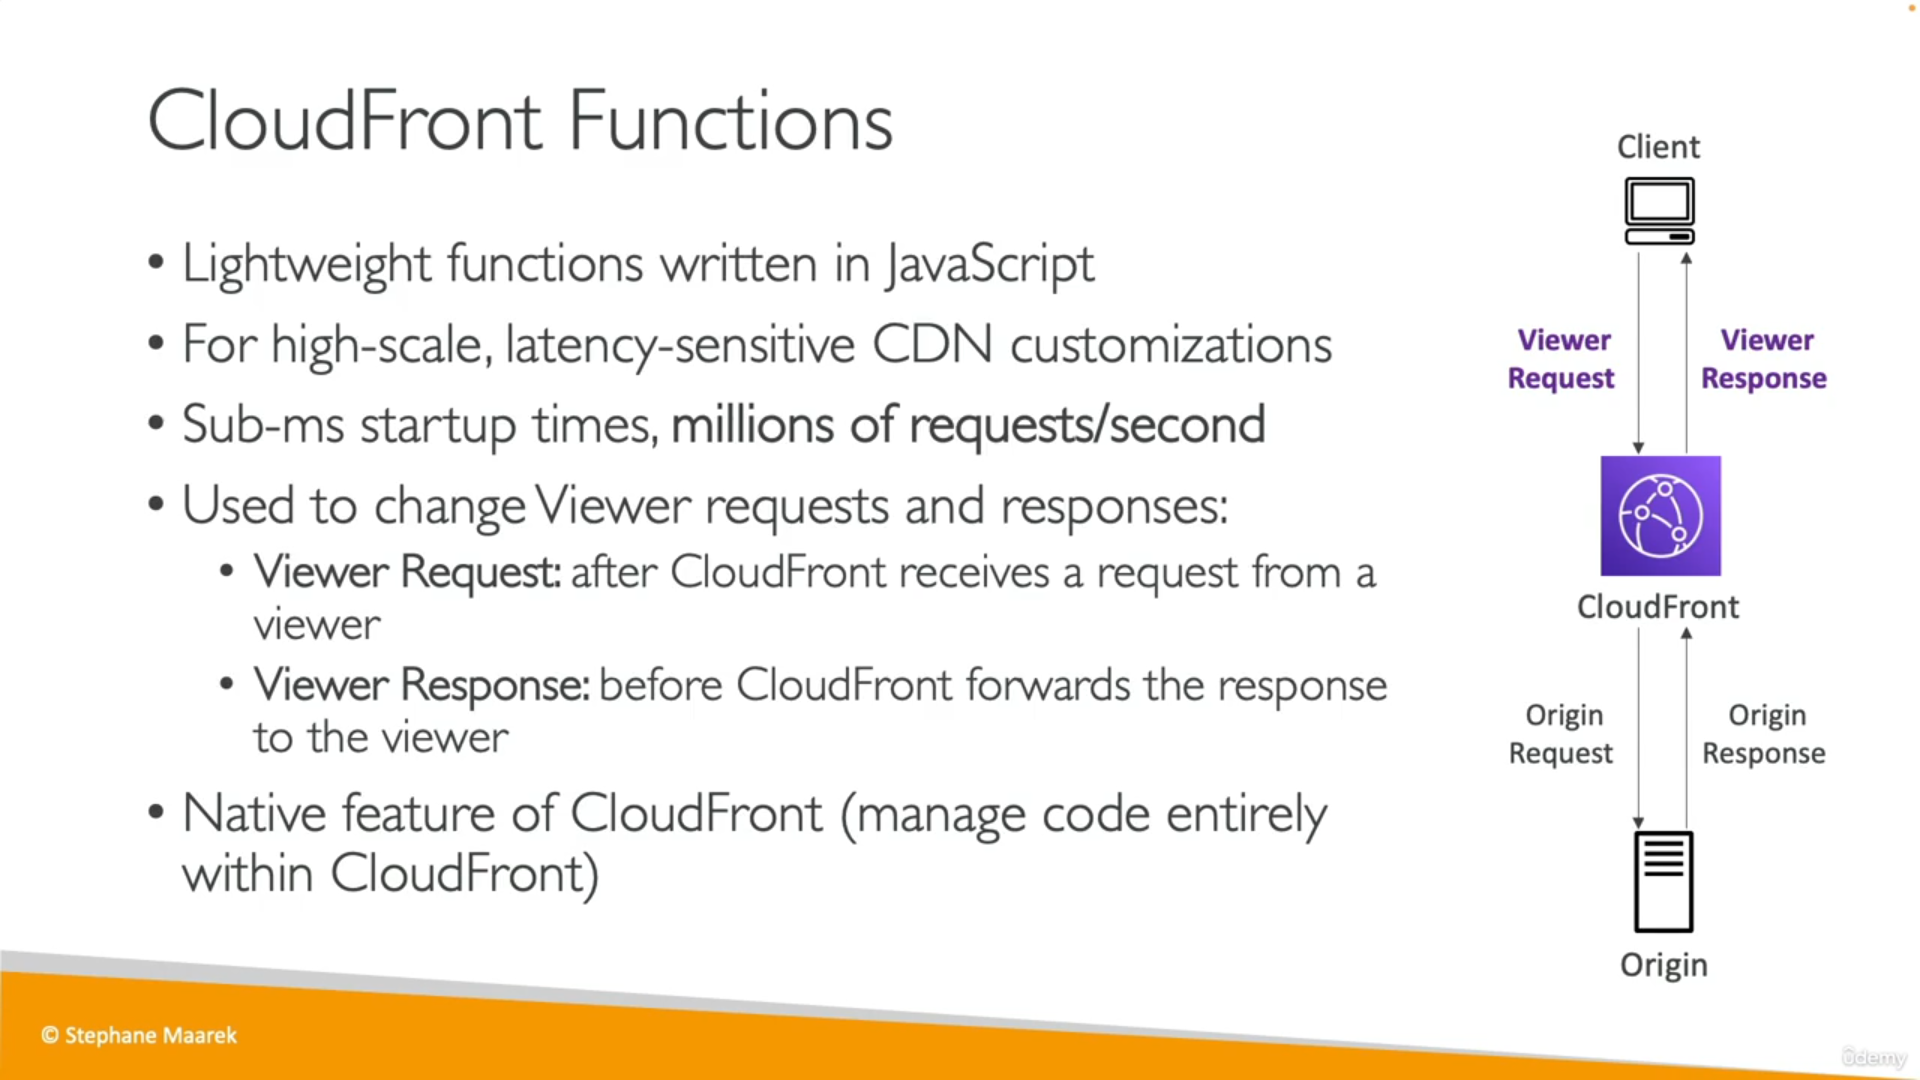 CloudFront Functions
• Lightweight functions written in JavaScript
• For high-scale, latency-sensitive CDN customizations
• Sub-ms startup times, millions of requests/second
• Used to change Viewer requests and responses:
• Viewer Request: after CloudFront receives a request from a
viewer
• Viewer Response: before CloudFront forwards the response
to the viewer
• Native feature of CloudFront (manage code entirely
within CloudFront)
Client
Viewer
Request
Viewer
Response
CloudFront
Origin
Request
Origin
Response
Origin
© Stephane Maarek
ûdemy